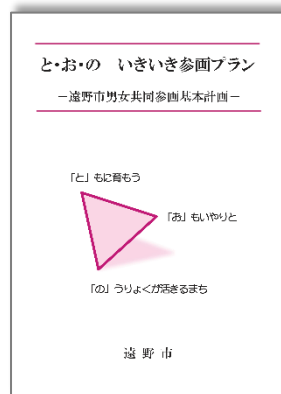 と・お・の　いきいき参画プラン
－遠野市男女共同参画基本計画－
「と」もに育もう
「お」もいやりと
「の」うりょくが活きるまち
遠 野 市